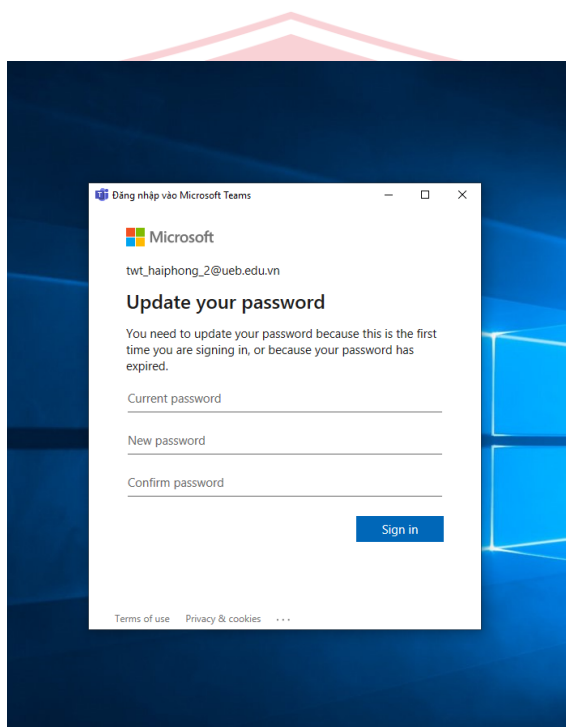 Đăng nhập vào Microsoft Teams
Microsoft
twt_haiphong_2@ueb.edu.vn
Update your password
You need to update your password because this is the first
time you are signing in, or because your password has
expired.
Current password
New password
Confirm password
Sign in
Terms of use Privacy & cookies ...